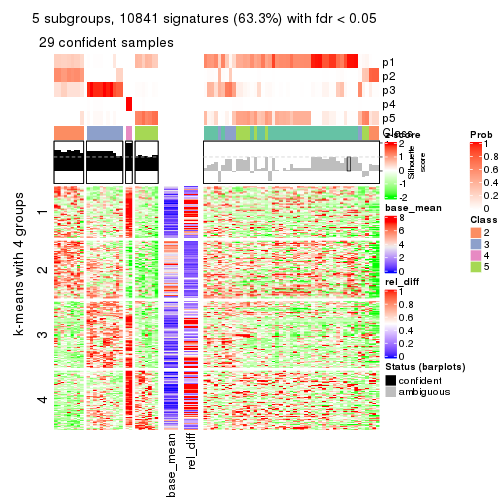 5 subgroups, 10841 signatures (63.3%) with fdr < 0.05
29 confident samples
p1
p2
p3
p4
p5
Class
z-score
2
1
0
-1
-2
Silhouette
score
Prob
1
0.8
0.6
0.4
0.2
0
base_mean
8
6
4
2
0
Class
2
3
4
5
rel_diff
1
0.8
0.6
0.4
0.2
0
Status (barplots)
confident
ambiguous
k-means with 4 groups
1
2
3
4
base_mean
rel_diff